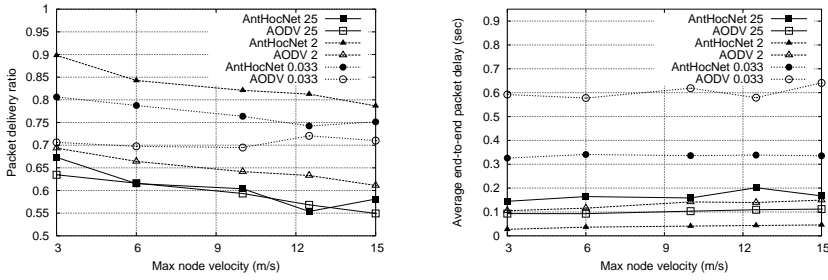 Packet delivery ratio
1
0.95
0.9
0.85
0.8
0.75
0.7
0.65
0.6
0.55
0.5
AntHocNet 25
AODV 25
AntHocNet 2
AODV 2
AntHocNet 0.033
AODV 0.033
3 6 9 12 15
Max node velocity (m/s)
Average end-to-end packet delay (sec)
0.9
0.8
0.7
0.6
0.5
0.4
0.3
0.2
0.1
0
AntHocNet 25
AODV 25
AntHocNet 2
AODV 2
AntHocNet 0.033
AODV 0.033
3 6 9 12 15
Max node velocity (m/s)